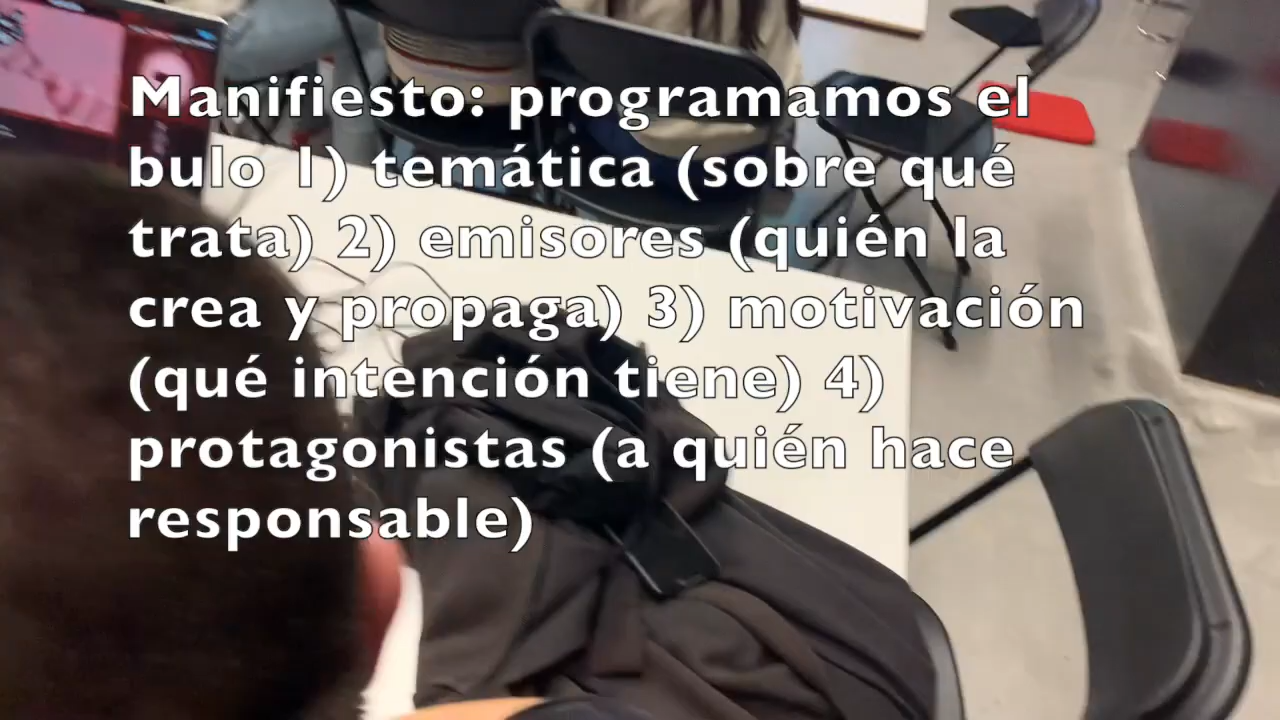 Manifiesto: programamos el
bulo 1) temática (sobre qué
trata) 2) emisores (quién la
crea y propaga) 3) motivación
(qué intención tiene) 4)
protagonistas (a quién hace
responsable)